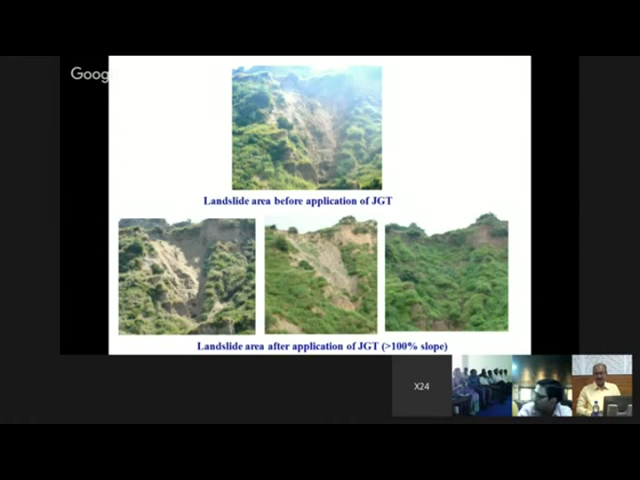 Goog
Landslide area before application of JGT
Landslide area after application of JGT (>100% slope)
X24